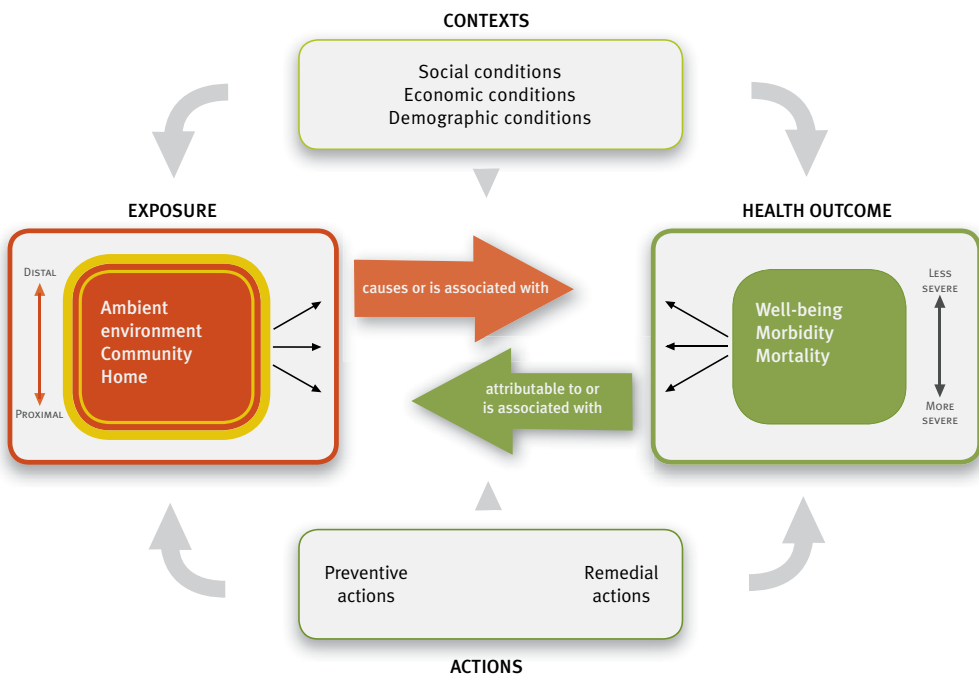 CONTEXTS
Social conditions
Economic conditions
Demographic conditions
EXPOSURE
HEALTH OUTCOME
DISTAL
Ambient
environment
Community
Home
PROXIMAL
causes or is associated with
attributable to or
is associated with
Well-being
Morbidity
Mortality
LESS
SEVERE
MORE
SEVERE
Preventive
actions
Remedial
actions
ACTIONS